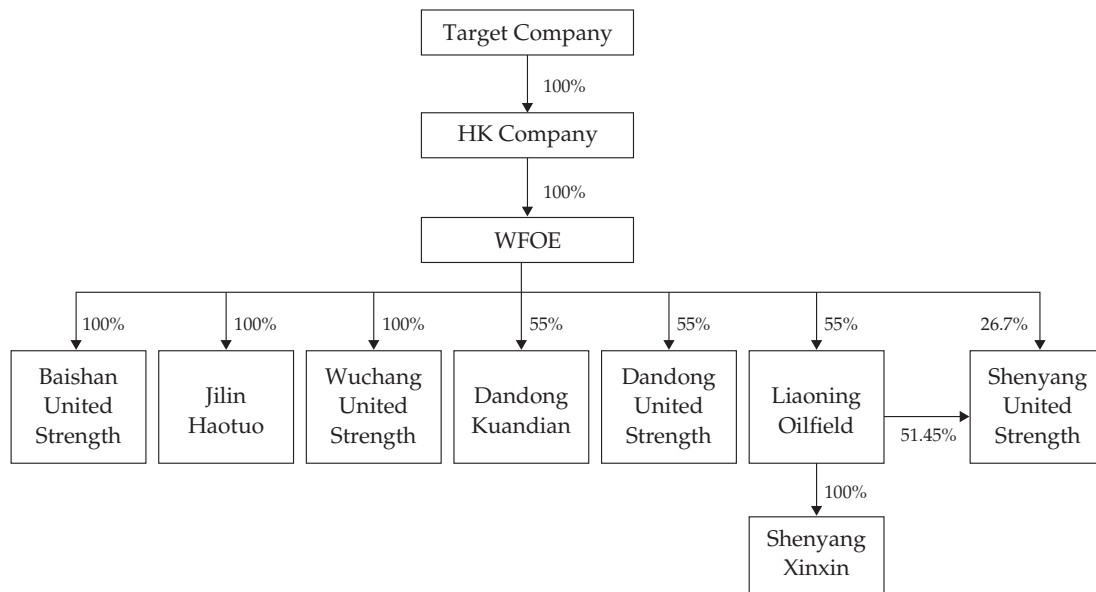 Target Company
100%
HK Company
100%
WFOE
100%
100%
100%
55%
55%
55%
26.7%
Baishan
United
Strength
Jilin
Haotuo
Wuchang
United
Strength
Dandong
Kuandian
Dandong
United
Strength
Liaoning
Oilfield
51.45%
Shenyang
United
Strength
100%
Shenyang
Xinxin